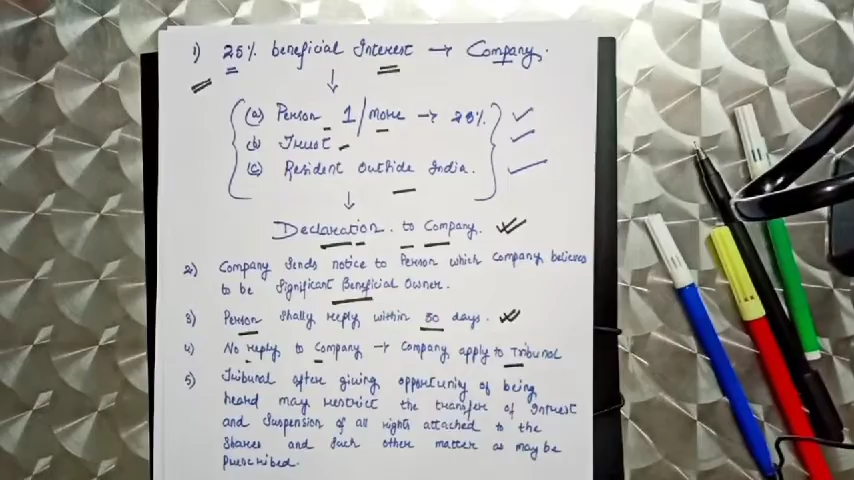 1) 25% beneficial Interest → Company.
(a) Person 1/more → 25%.
(b) Trust
(c) Resident outside India.
Declaration to Company.
2) Company sends notice to Person which company believes
to be Significant Beneficial Owner.
3) Person shall reply within 30 days.
4) No reply to Company → Company apply to Tribunal
5) Tribunal after giving opportunity of being
heard may restrict the transfer of Interest
and suspension of all rights attached to the
shares and such other matter as may be
prescribed.